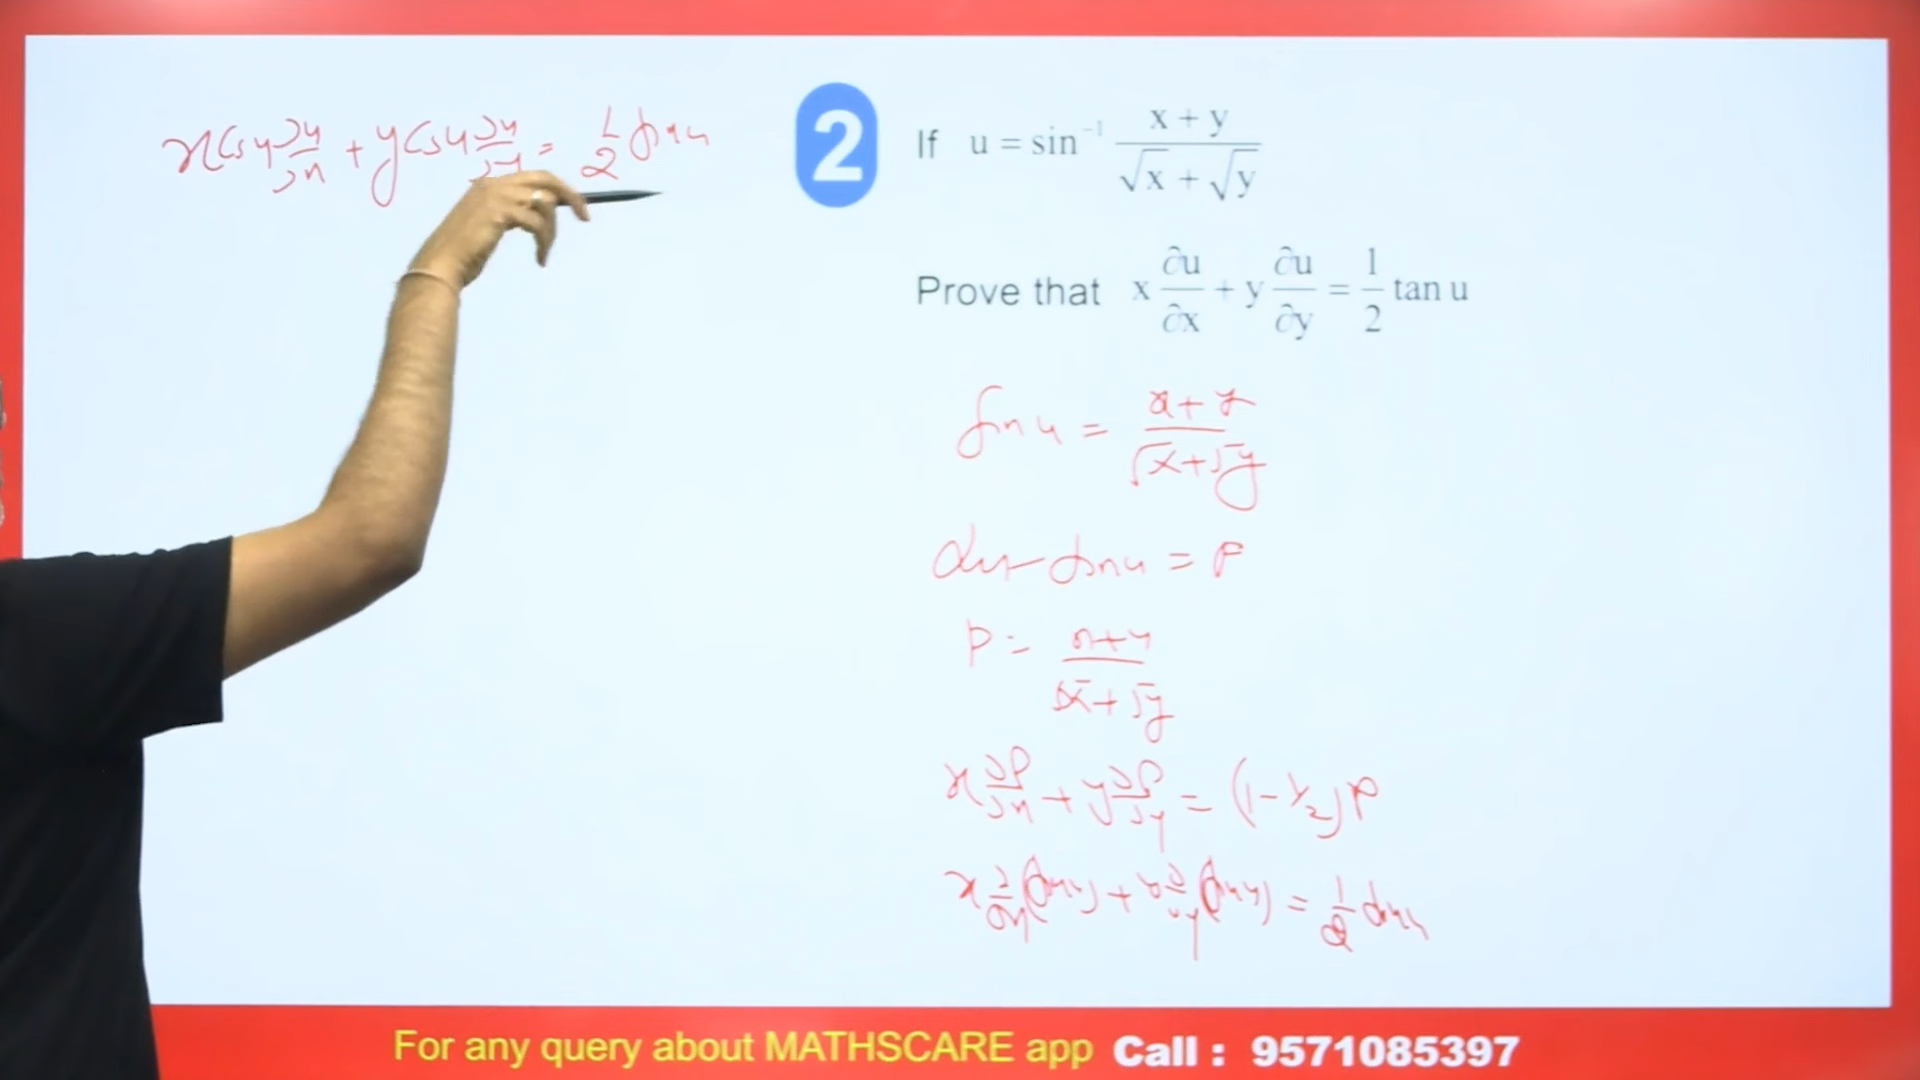 x cos u ∂u/∂x + y cos u ∂u/∂y = 1/2 sin u
2
If u = sin⁻¹ (x + y)/(√x + √y)
Prove that x ∂u/∂x + y ∂u/∂y = 1/2 tan u
sin u = (x + y)/(√x + √y)
sin u = P
P = (x + y)/(√x + √y)
x ∂P/∂x + y ∂P/∂y = (1 - 1/2) P
x ∂/∂x (sin u) + y ∂/∂y (sin u) = 1/2 sin u
For any query about MATHSCARE app Call : 9571085397